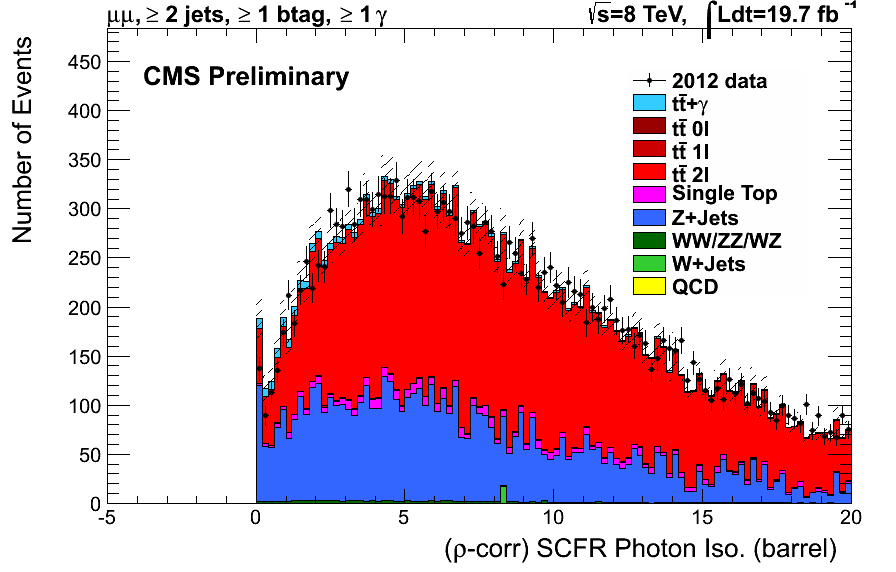 μμ, ≥ 2 jets, ≥ 1 btag, ≥ 1 γ
√s=8 TeV, ∫Ldt=19.7 fb⁻¹
CMS Preliminary
Number of Events
450
400
350
300
250
200
150
100
50
0
2012 data
tt̄+γ
tt̄ 0l
tt̄ 1l
tt̄ 2l
Single Top
Z+Jets
WW/ZZ/WZ
W+Jets
QCD
-5 0 5 10 15 20
(ρ-corr) SCFR Photon Iso. (barrel)